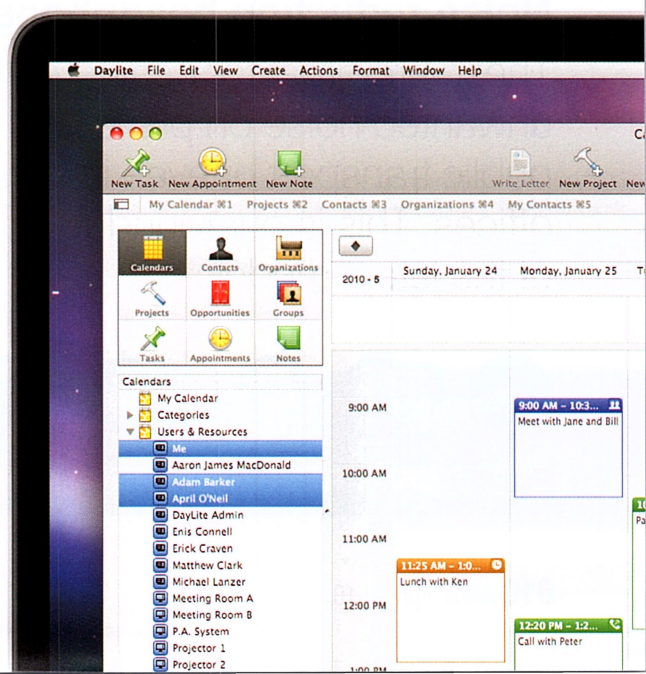 Daylite File Edit View Create Actions Format Window Help
New Task New Appointment New Note Write Letter New Project New
My Calendar ⌘1 Projects ⌘2 Contacts ⌘3 Organizations ⌘4 My Contacts ⌘5
Calendars Contacts Organizations
Projects Opportunities Groups
Tasks Appointments Notes
Calendars
My Calendar
Categories
Users & Resources
Me
Aaron James MacDonald
Adam Barker
April O'Neil
DayLite Admin
Enis Connell
Erick Craven
Matthew Clark
Michael Lanzer
Meeting Room A
Meeting Room B
P.A. System
Projector 1
Projector 2
2010 - 5 Sunday, January 24 Monday, January 25
9:00 AM
10:00 AM
11:00 AM
12:00 PM
1:00 PM
11:25 AM - 1:0...
Lunch with Ken
9:00 AM - 10:3...
Meet with Jane and Bill
12:20 PM - 1:2...
Call with Peter